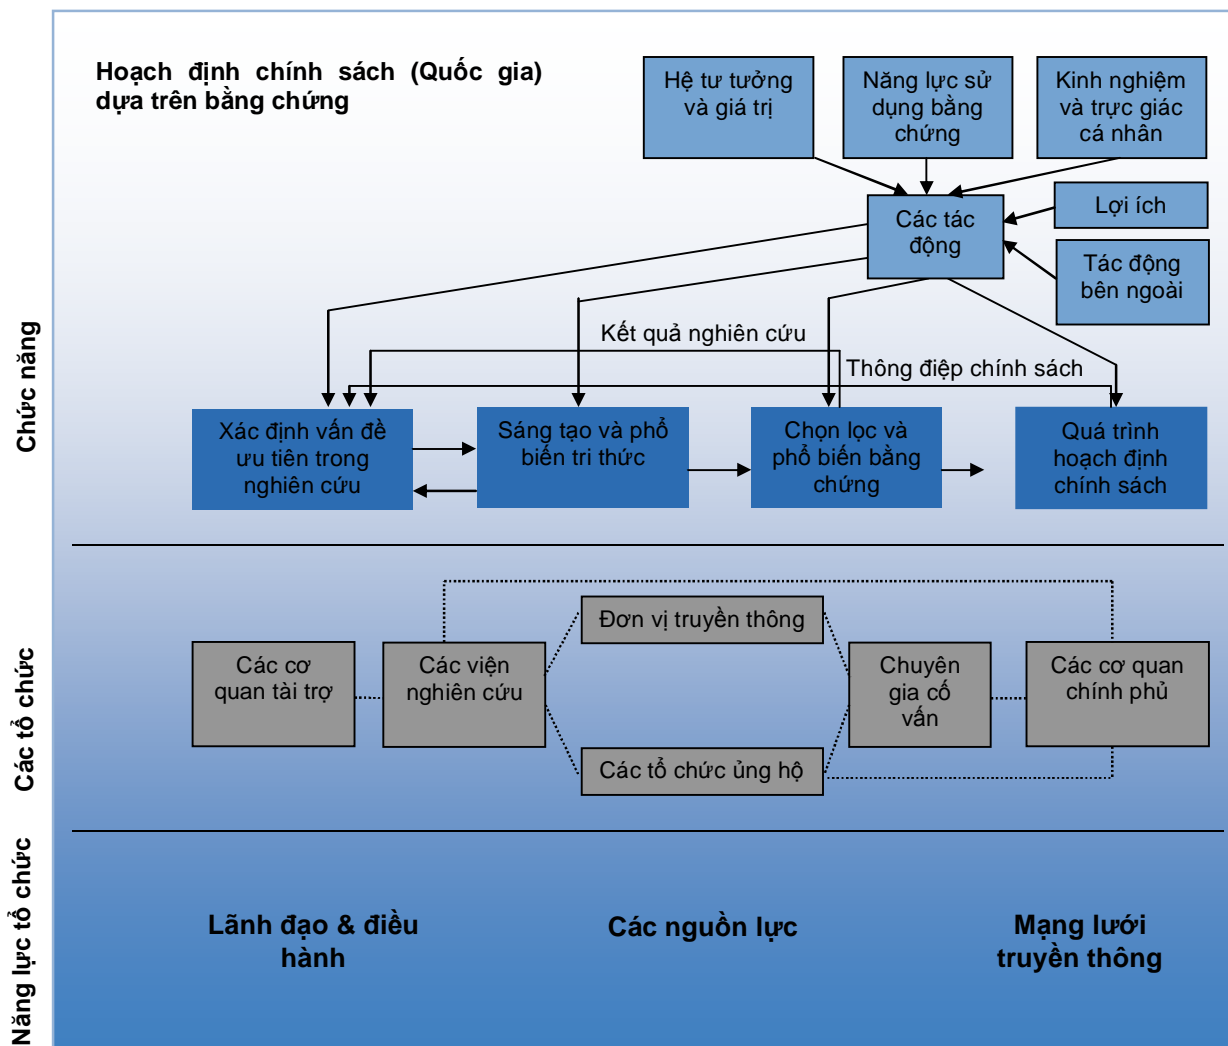 Hoạch định chính sách (Quốc gia)
dựa trên bằng chứng
Hệ tư tưởng
và giá trị
Năng lực sử
dụng bằng
chứng
Kinh nghiệm
và trực giác
cá nhân
Các tác
động
Lợi ích
Tác động
bên ngoài
Kết quả nghiên cứu
Thông điệp chính sách
Chức năng
Xác định vấn đề
ưu tiên trong
nghiên cứu
Sáng tạo và phổ
biến tri thức
Chọn lọc và
phổ biến bằng
chứng
Quá trình
hoạch định
chính sách
Các tổ chức
Các cơ
quan tài trợ
Các viện
nghiên cứu
Đơn vị truyền thông
Các tổ chức ủng hộ
Chuyên
gia cố
vấn
Các cơ quan
chính phủ
Năng lực tổ chức
Lãnh đạo & điều
hành
Các nguồn lực
Mạng lưới
truyền thông